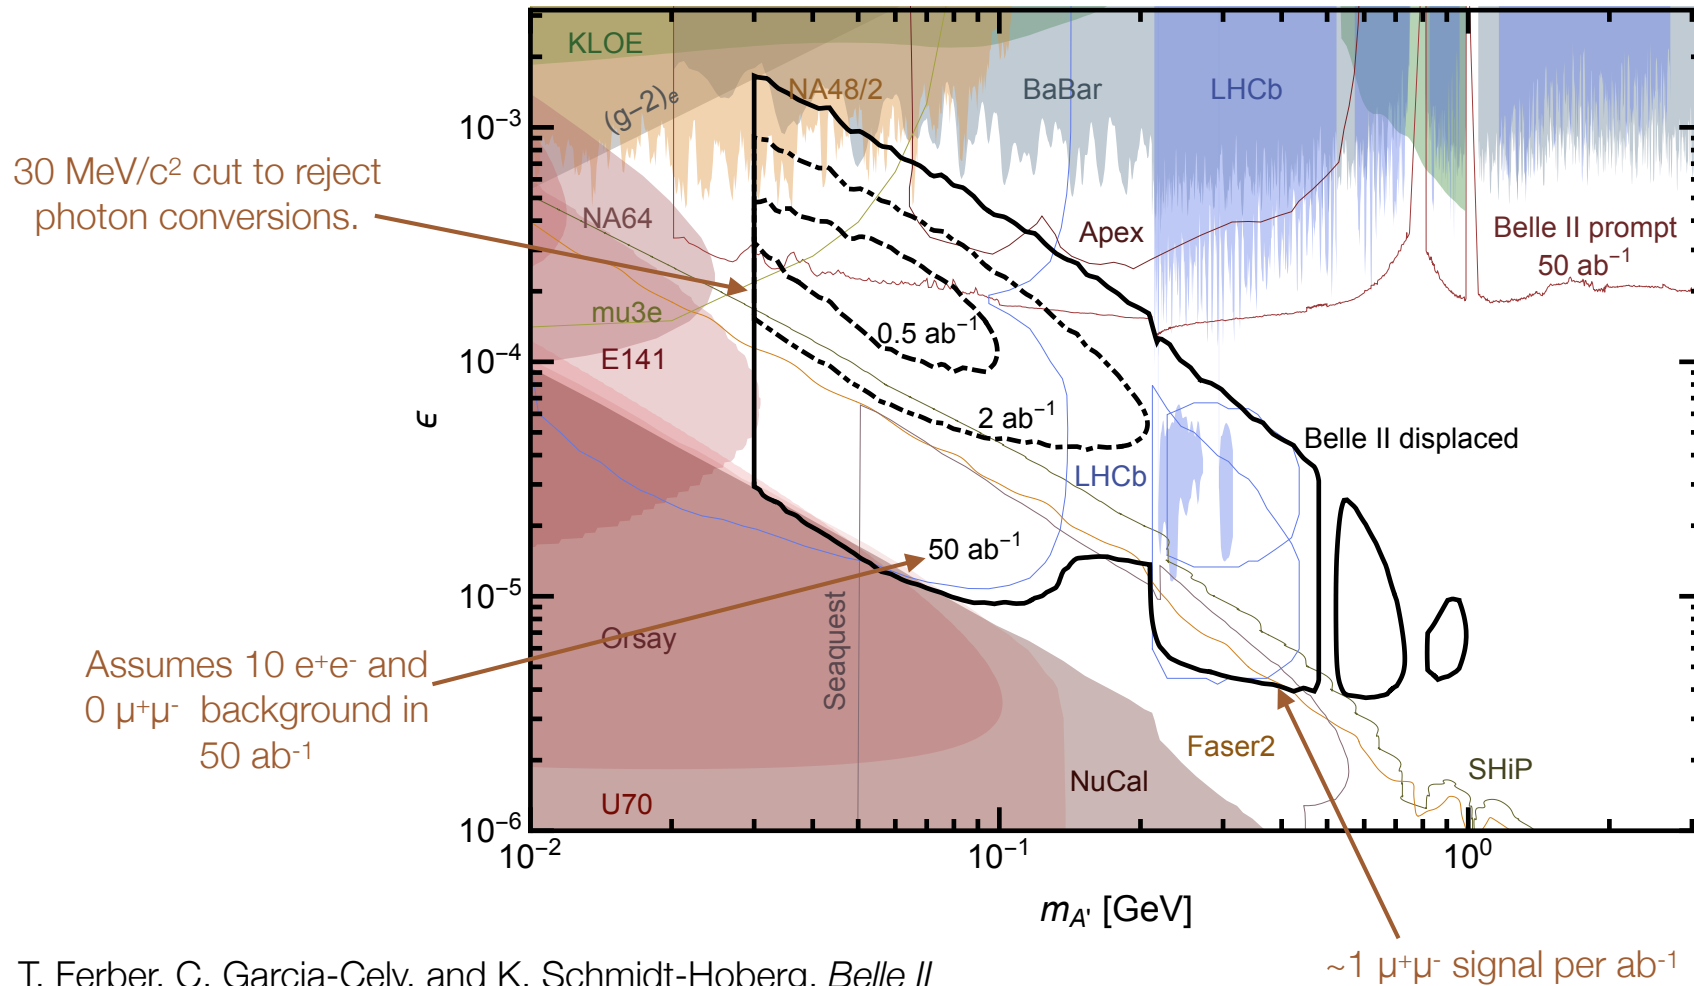 KLOE
(g−2)e
NA48/2
BaBar
LHCb
10−3
30 MeV/c2 cut to reject
photon conversions.
NA64
Apex
Belle II prompt
50 ab−1
mu3e
0.5 ab−1
E141
10−4
ϵ
2 ab−1
Belle II displaced
LHCb
50 ab−1
10−5
Seaquest
Orsay
Assumes 10 e+e- and
0 µ+µ- background in
50 ab-1
Faser2
NuCal
SHiP
U70
10−6
10−2
10−1
100
mA' [GeV]
~1 µ+µ- signal per ab-1
T. Ferber, C. Garcia-Cely, and K. Schmidt-Hoberg, Belle II